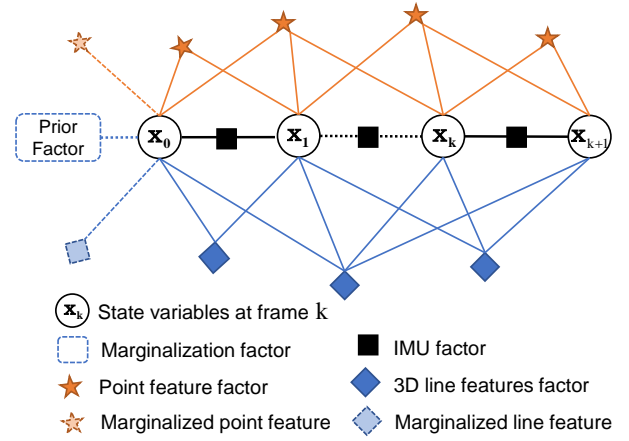 Prior
Factor
x₀
x₁
xₖ
xₖ₊₁
xₖ State variables at frame k
Marginalization factor
IMU factor
Point feature factor
3D line features factor
Marginalized point feature
Marginalized line feature